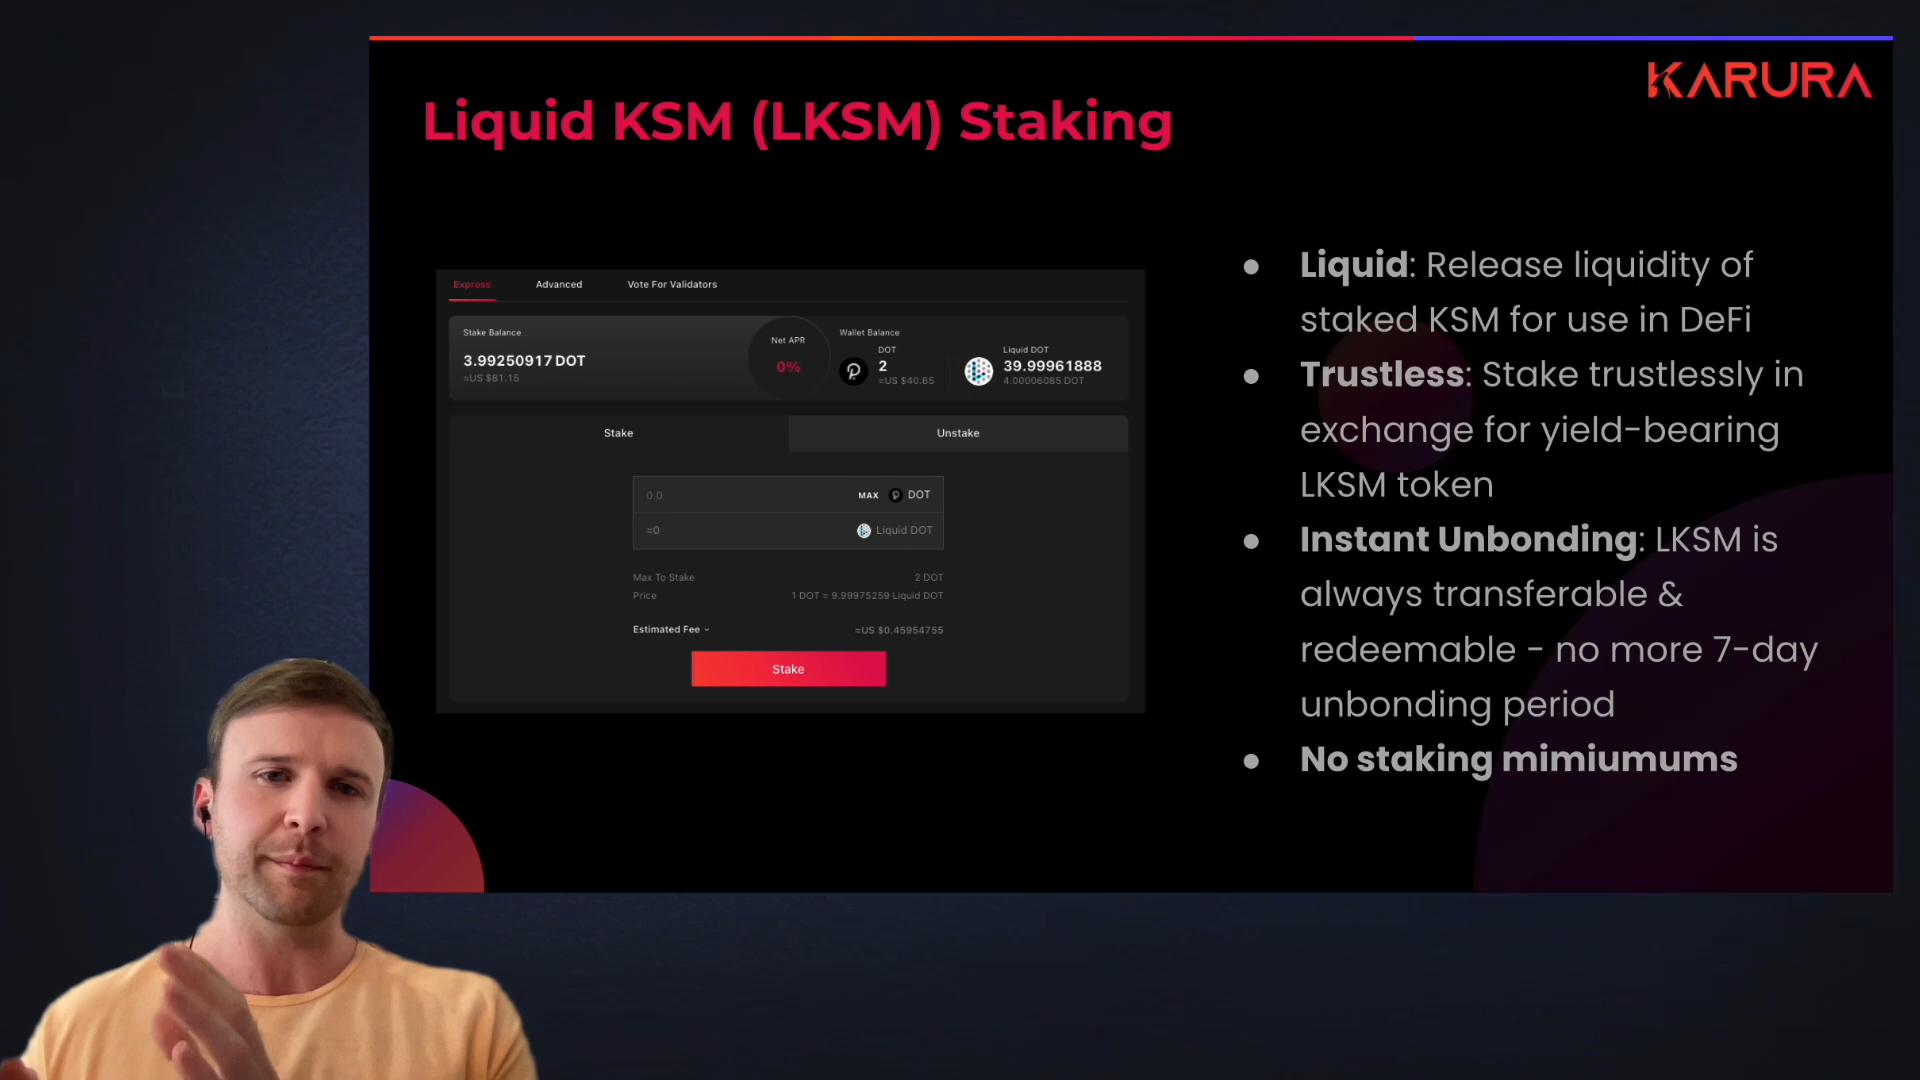 KARURA
Liquid KSM (LKSM) Staking
Express Advanced Vote For Validators
Stake Balance
3.99250917 DOT
≈US $81.15
Net APR
0%
Wallet Balance
DOT
2
≈US $40.65
Liquid DOT
39.99961888
4.00006085 DOT
Stake Unstake
0.0 MAX DOT
≈0 Liquid DOT
Max To Stake 2 DOT
Price 1 DOT = 9.99975259 Liquid DOT
Estimated Fee ≈US $0.45954755
Stake
● Liquid: Release liquidity of
staked KSM for use in DeFi
● Trustless: Stake trustlessly in
exchange for yield-bearing
LKSM token
● Instant Unbonding: LKSM is
always transferable &
redeemable - no more 7-day
unbonding period
● No staking mimiumums